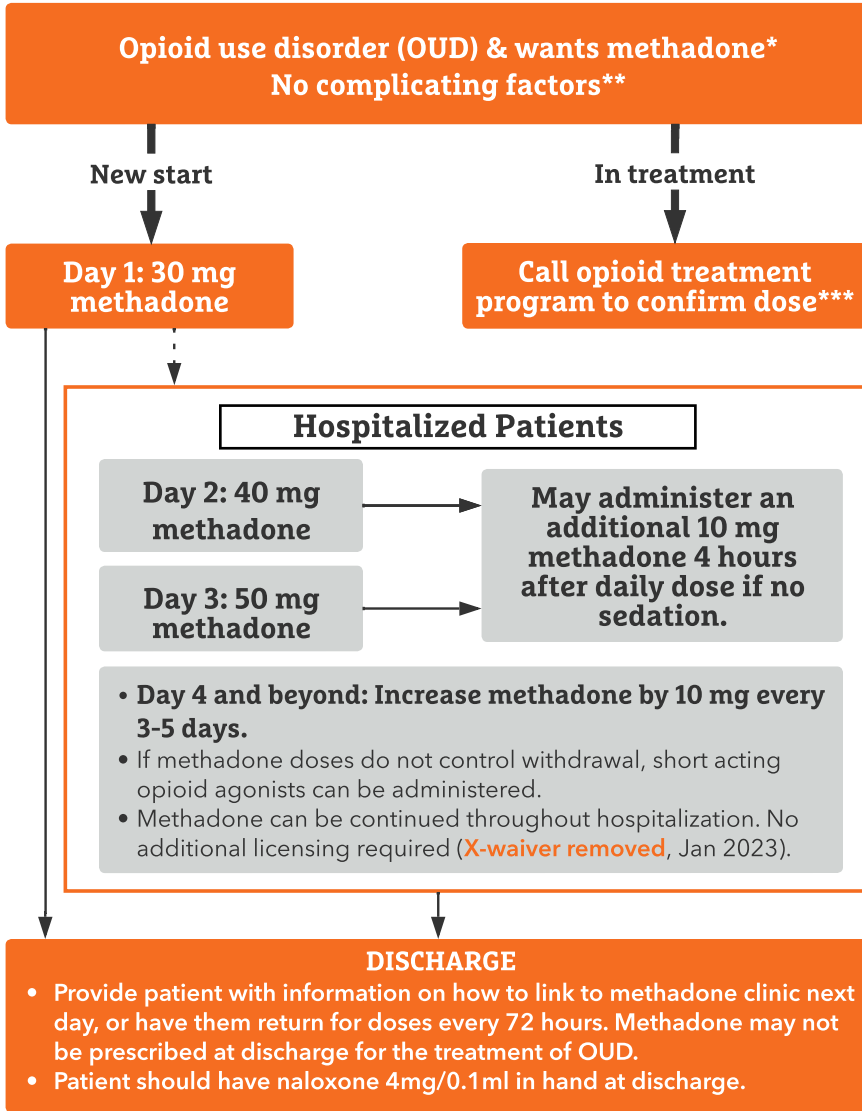 Opioid use disorder (OUD) & wants methadone*
No complicating factors**
New start
In treatment
Day 1: 30 mg
methadone
Call opioid treatment
program to confirm dose***
Hospitalized Patients
Day 2: 40 mg
methadone
Day 3: 50 mg
methadone
May administer an
additional 10 mg
methadone 4 hours
after daily dose if no
sedation.
• Day 4 and beyond: Increase methadone by 10 mg every
3-5 days.
• If methadone doses do not control withdrawal, short acting
opioid agonists can be administered.
• Methadone can be continued throughout hospitalization. No
additional licensing required (X-waiver removed, Jan 2023).
DISCHARGE
• Provide patient with information on how to link to methadone clinic next
day, or have them return for doses every 72 hours. Methadone may not
be prescribed at discharge for the treatment of OUD.
• Patient should have naloxone 4mg/0.1ml in hand at discharge.